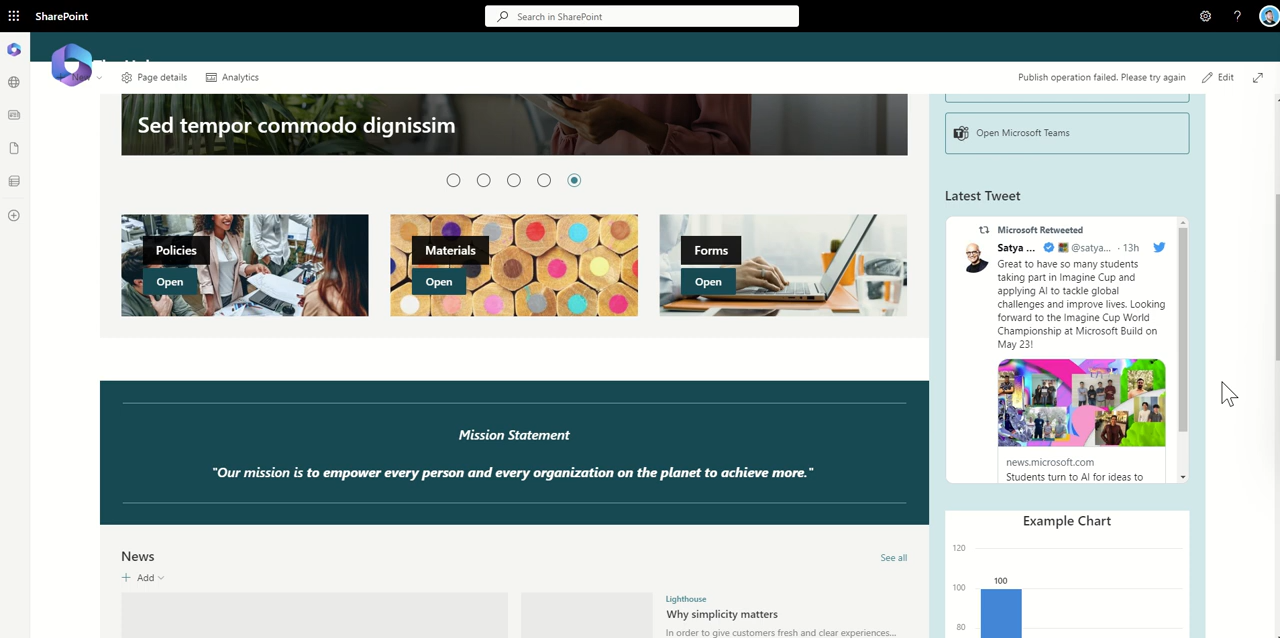 SharePoint
Search in SharePoint
?
New
Page details
Analytics
Publish operation failed. Please try again
Edit
Sed tempor commodo dignissim
Policies
Open
Materials
Open
Forms
Open
Open Microsoft Teams
Latest Tweet
Microsoft Retweeted
Satya ... @satya... · 13h
Great to have so many students
taking part in Imagine Cup and
applying AI to tackle global
challenges and improve lives. Looking
forward to the Imagine Cup World
Championship at Microsoft Build on
May 23!
news.microsoft.com
Students turn to AI for ideas to
Mission Statement
"Our mission is to empower every person and every organization on the planet to achieve more."
News
See all
+ Add
Lighthouse
Why simplicity matters
In order to give customers fresh and clear experiences...
Example Chart
120
100
100
80